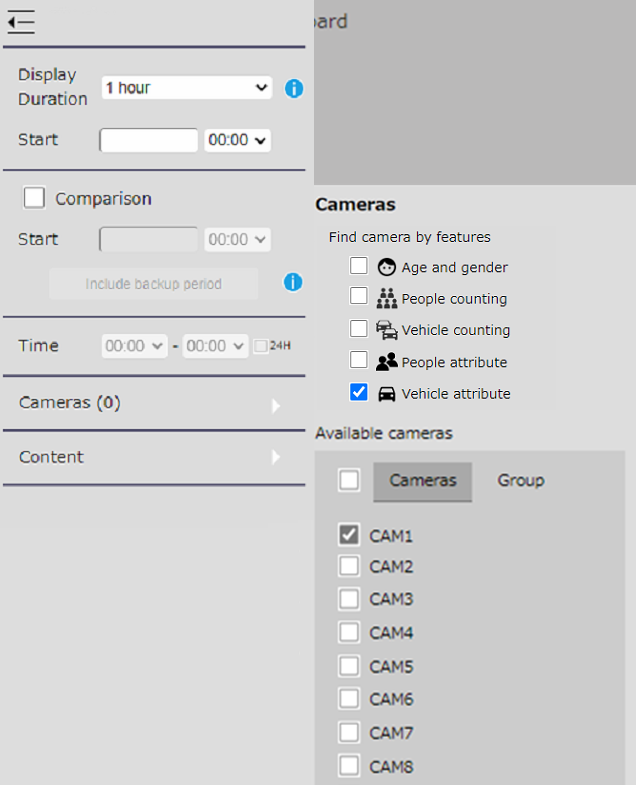 Display
Duration
1 hour
Start
00:00
Comparison
Start
00:00
Include backup period
Time
00:00 - 00:00 24H
Cameras (0)
Content
ard
Cameras
Find camera by features
Age and gender
People counting
Vehicle counting
People attribute
Vehicle attribute
Available cameras
Cameras Group
CAM1
CAM2
CAM3
CAM4
CAM5
CAM6
CAM7
CAM8